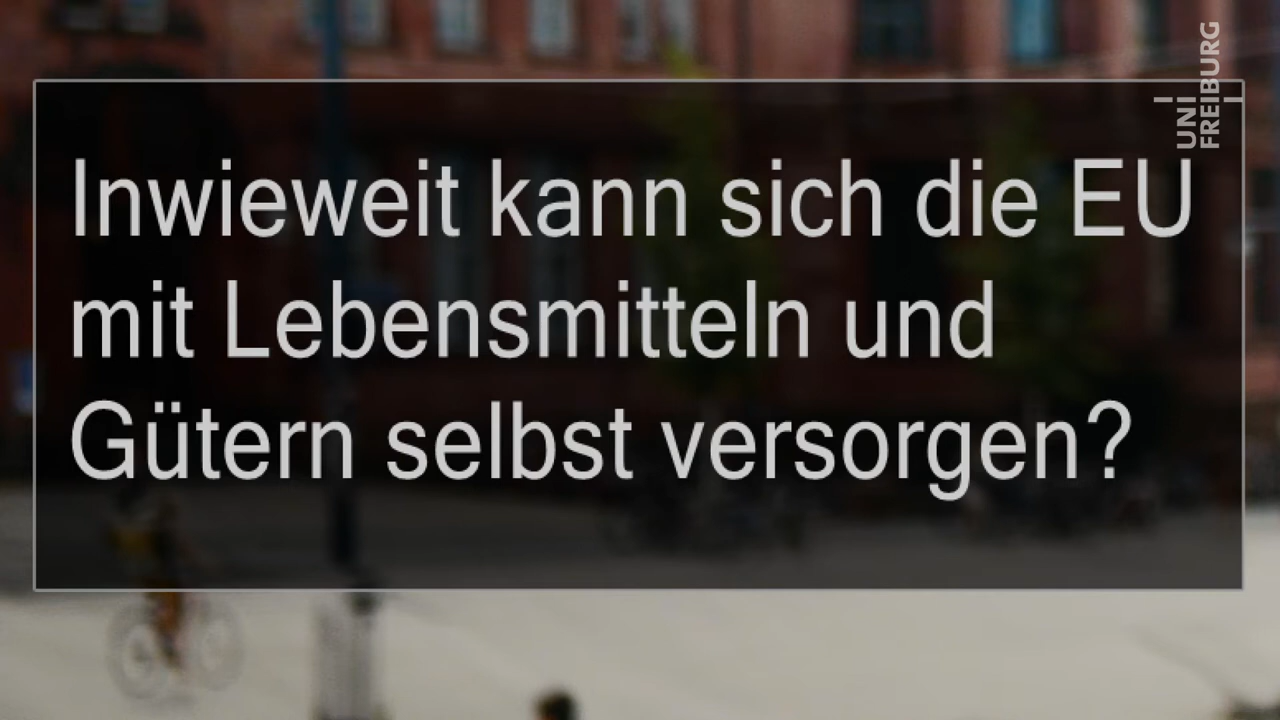 UNI
FREIBURG
Inwieweit kann sich die EU
mit Lebensmitteln und
Gütern selbst versorgen?